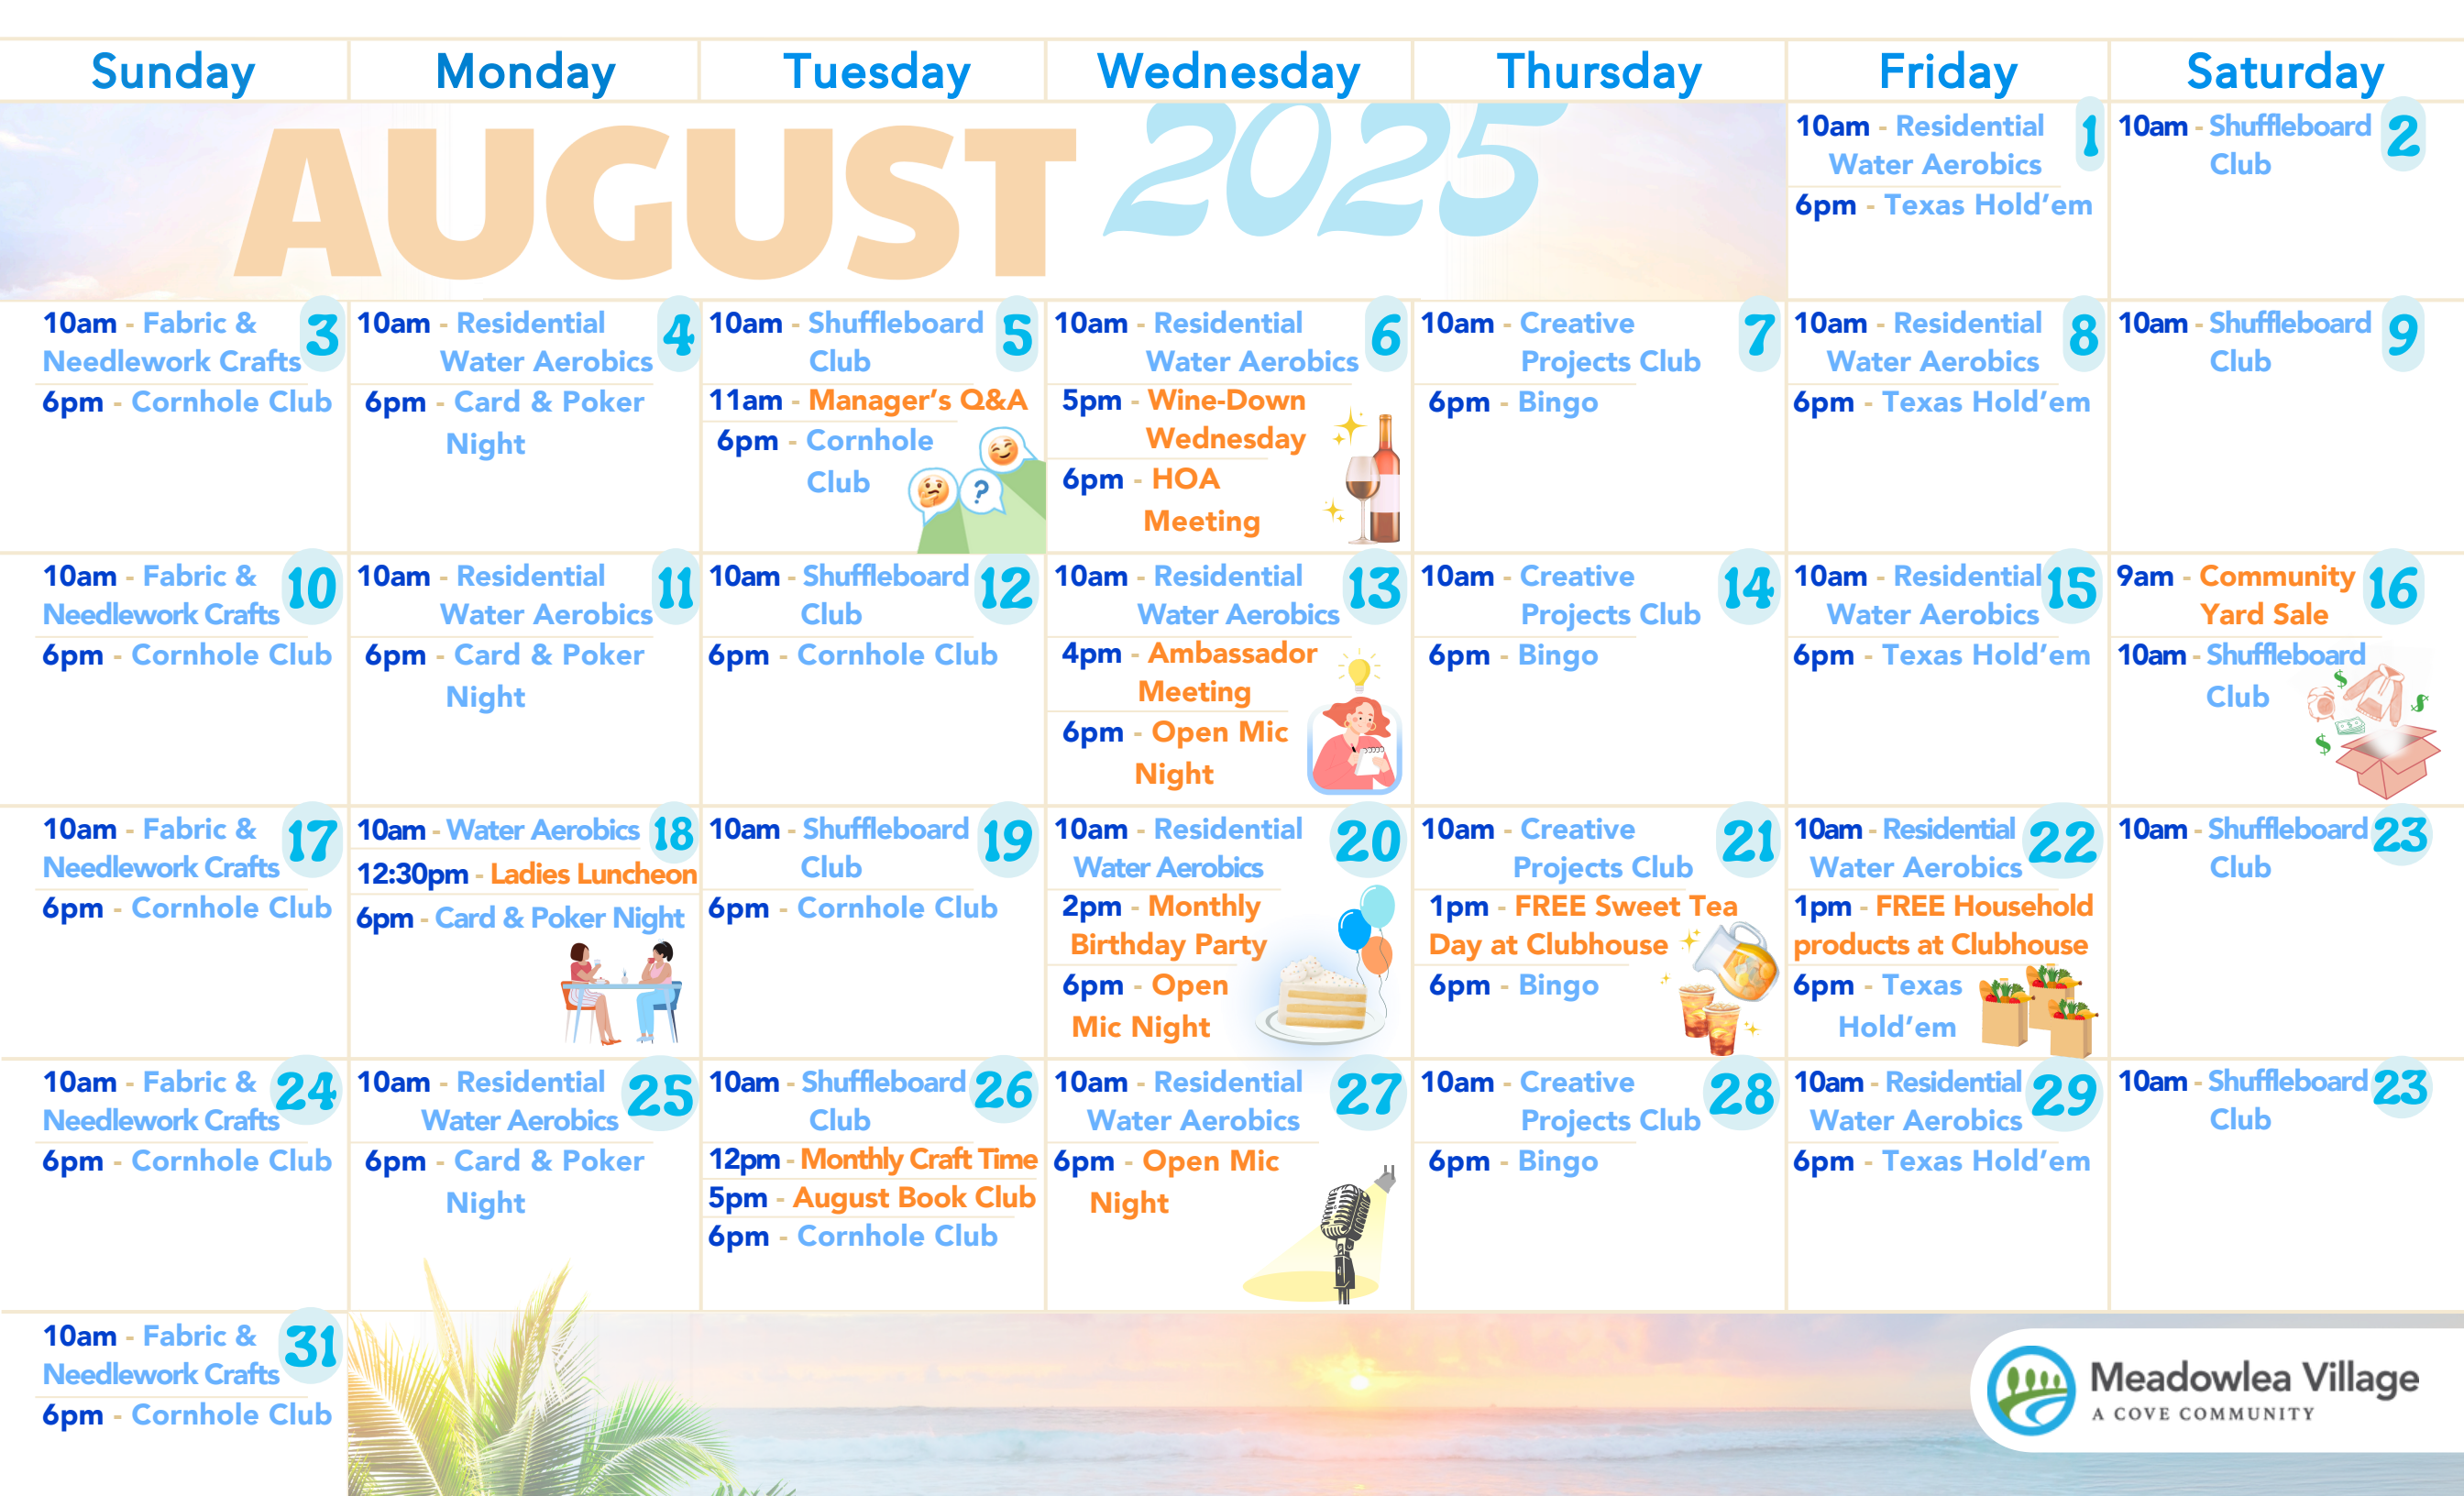 Sunday Monday Tuesday Wednesday Thursday Friday Saturday
AUGUST 2025
10am - Residential 1
Water Aerobics
6pm - Texas Hold'em
10am - Shuffleboard 2
Club
10am - Fabric & 3
Needlework Crafts
6pm - Cornhole Club
10am - Residential 4
Water Aerobics
6pm - Card & Poker
Night
10am - Shuffleboard 5
Club
11am - Manager's Q&A
6pm - Cornhole
Club
?
10am - Residential 6
Water Aerobics
5pm - Wine-Down
Wednesday
6pm - HOA
Meeting
10am - Creative 7
Projects Club
6pm - Bingo
10am - Residential 8
Water Aerobics
6pm - Texas Hold'em
10am - Shuffleboard 9
Club
10am - Fabric & 10
Needlework Crafts
6pm - Cornhole Club
10am - Residential 11
Water Aerobics
6pm - Card & Poker
Night
10am - Shuffleboard 12
Club
6pm - Cornhole Club
10am - Residential 13
Water Aerobics
4pm - Ambassador
Meeting
6pm - Open Mic
Night
10am - Creative 14
Projects Club
6pm - Bingo
10am - Residential 15
Water Aerobics
6pm - Texas Hold'em
9am - Community 16
Yard Sale
10am - Shuffleboard
Club
10am - Fabric & 17
Needlework Crafts
6pm - Cornhole Club
10am - Water Aerobics 18
12:30pm - Ladies Luncheon
6pm - Card & Poker Night
10am - Shuffleboard 19
Club
6pm - Cornhole Club
10am - Residential 20
Water Aerobics
2pm - Monthly
Birthday Party
6pm - Open
Mic Night
10am - Creative 21
Projects Club
1pm - FREE Sweet Tea
Day at Clubhouse
6pm - Bingo
10am - Residential 22
Water Aerobics
1pm - FREE Household
products at Clubhouse
6pm - Texas
Hold'em
10am - Shuffleboard 23
Club
10am - Fabric & 24
Needlework Crafts
6pm - Cornhole Club
10am - Residential 25
Water Aerobics
6pm - Card & Poker
Night
10am - Shuffleboard 26
Club
12pm - Monthly Craft Time
5pm - August Book Club
6pm - Cornhole Club
10am - Residential 27
Water Aerobics
6pm - Open Mic
Night
10am - Creative 28
Projects Club
6pm - Bingo
10am - Residential 29
Water Aerobics
6pm - Texas Hold'em
10am - Shuffleboard 23
Club
10am - Fabric & 31
Needlework Crafts
6pm - Cornhole Club
Meadowlea Village
A COVE COMMUNITY